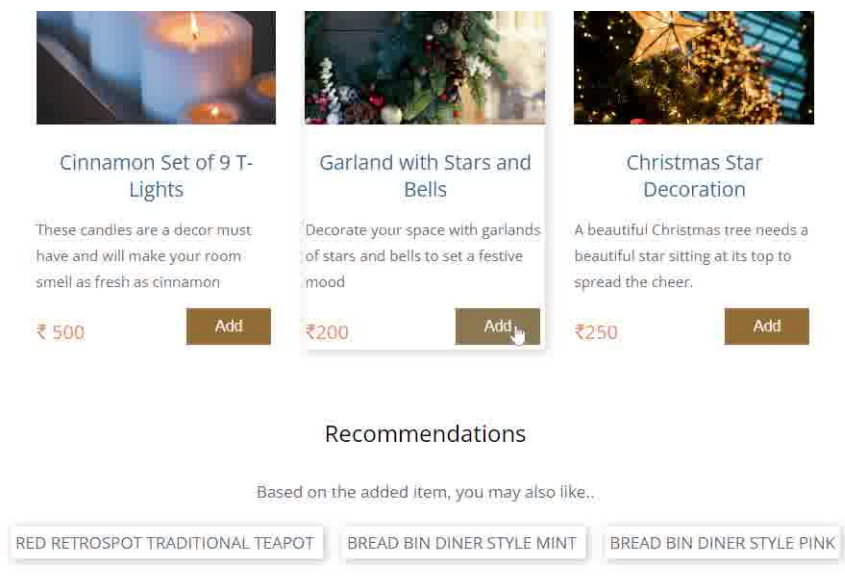 Cinnamon Set of 9 T-
Lights
These candles are a decor must
have and will make your room
smell as fresh as cinnamon
₹ 500
Add
Garland with Stars and
Bells
Decorate your space with garlands
of stars and bells to set a festive
mood
₹200
Add
Christmas Star
Decoration
A beautiful Christmas tree needs a
beautiful star sitting at its top to
spread the cheer.
₹250
Add
Recommendations
Based on the added item, you may also like..
RED RETROSPOT TRADITIONAL TEAPOT
BREAD BIN DINER STYLE MINT
BREAD BIN DINER STYLE PINK